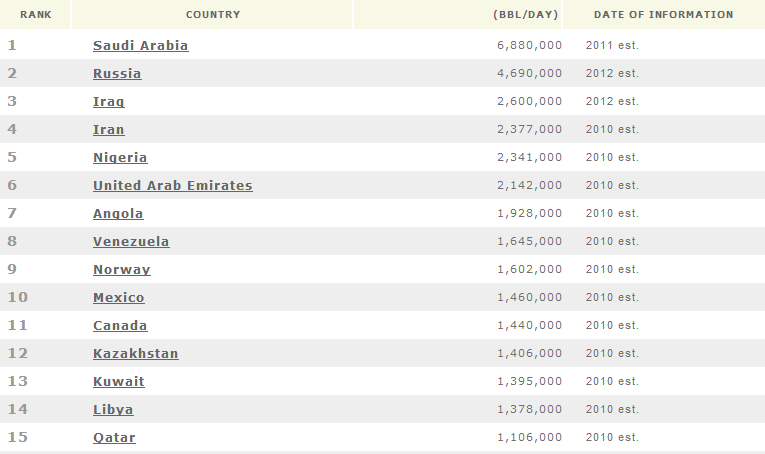 RANK COUNTRY (BBL/DAY) DATE OF INFORMATION
1 Saudi Arabia 6,880,000 2011 est.
2 Russia 4,690,000 2012 est.
3 Iraq 2,600,000 2012 est.
4 Iran 2,377,000 2010 est.
5 Nigeria 2,341,000 2010 est.
6 United Arab Emirates 2,142,000 2010 est.
7 Angola 1,928,000 2010 est.
8 Venezuela 1,645,000 2010 est.
9 Norway 1,602,000 2010 est.
10 Mexico 1,460,000 2010 est.
11 Canada 1,440,000 2010 est.
12 Kazakhstan 1,406,000 2010 est.
13 Kuwait 1,395,000 2010 est.
14 Libya 1,378,000 2010 est.
15 Qatar 1,106,000 2010 est.